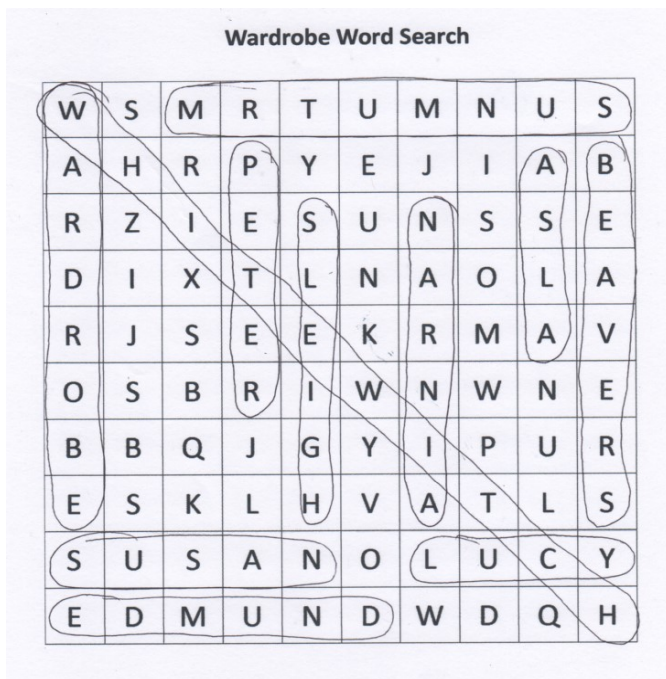 Wardrobe Word Search
W S M R T U M N U S
A H R P Y E J I A B
R Z I E S U N S S E
D I X T L N A O L A
R J S E E K R M A V
O S B R I W N W N E
B B Q J G Y I P U R
E S K L H V A T L S
S U S A N O L U C Y
E D M U N D W D Q H